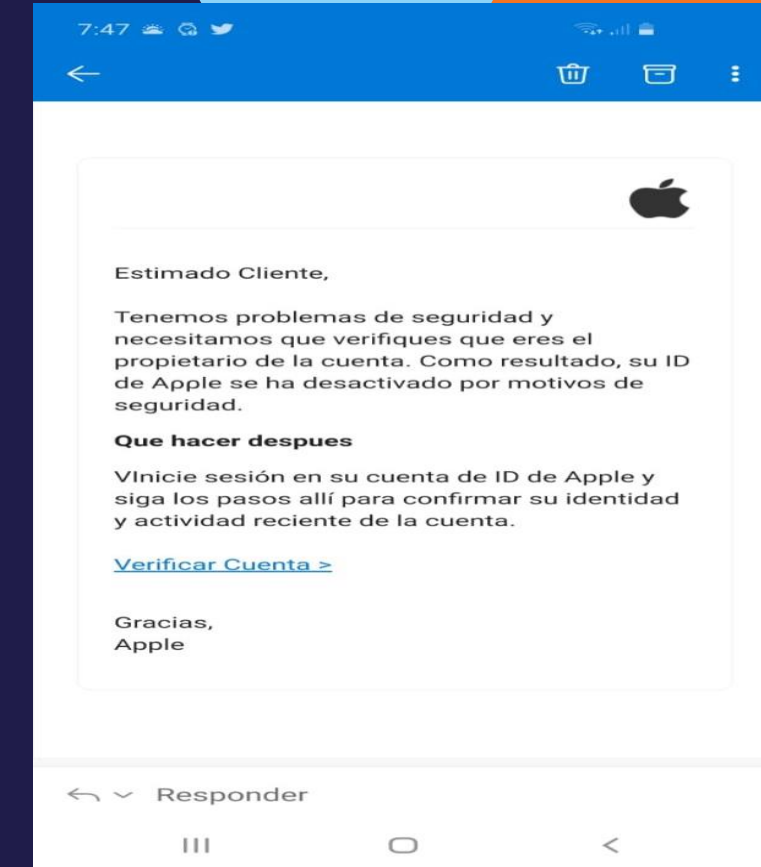 7:47
Estimado Cliente,
Tenemos problemas de seguridad y
necesitamos que verifiques que eres el
propietario de la cuenta. Como resultado, su ID
de Aρρle se ha desactivado por motivos de
seguridad.
Que hacer despues
VInicie sesión en su cuenta de ID de Apple y
siga los pasos allí para confirmar su identidad
y actividad reciente de la cuenta.
Verificar Cuenta >
Gracias,
Apple
Responder